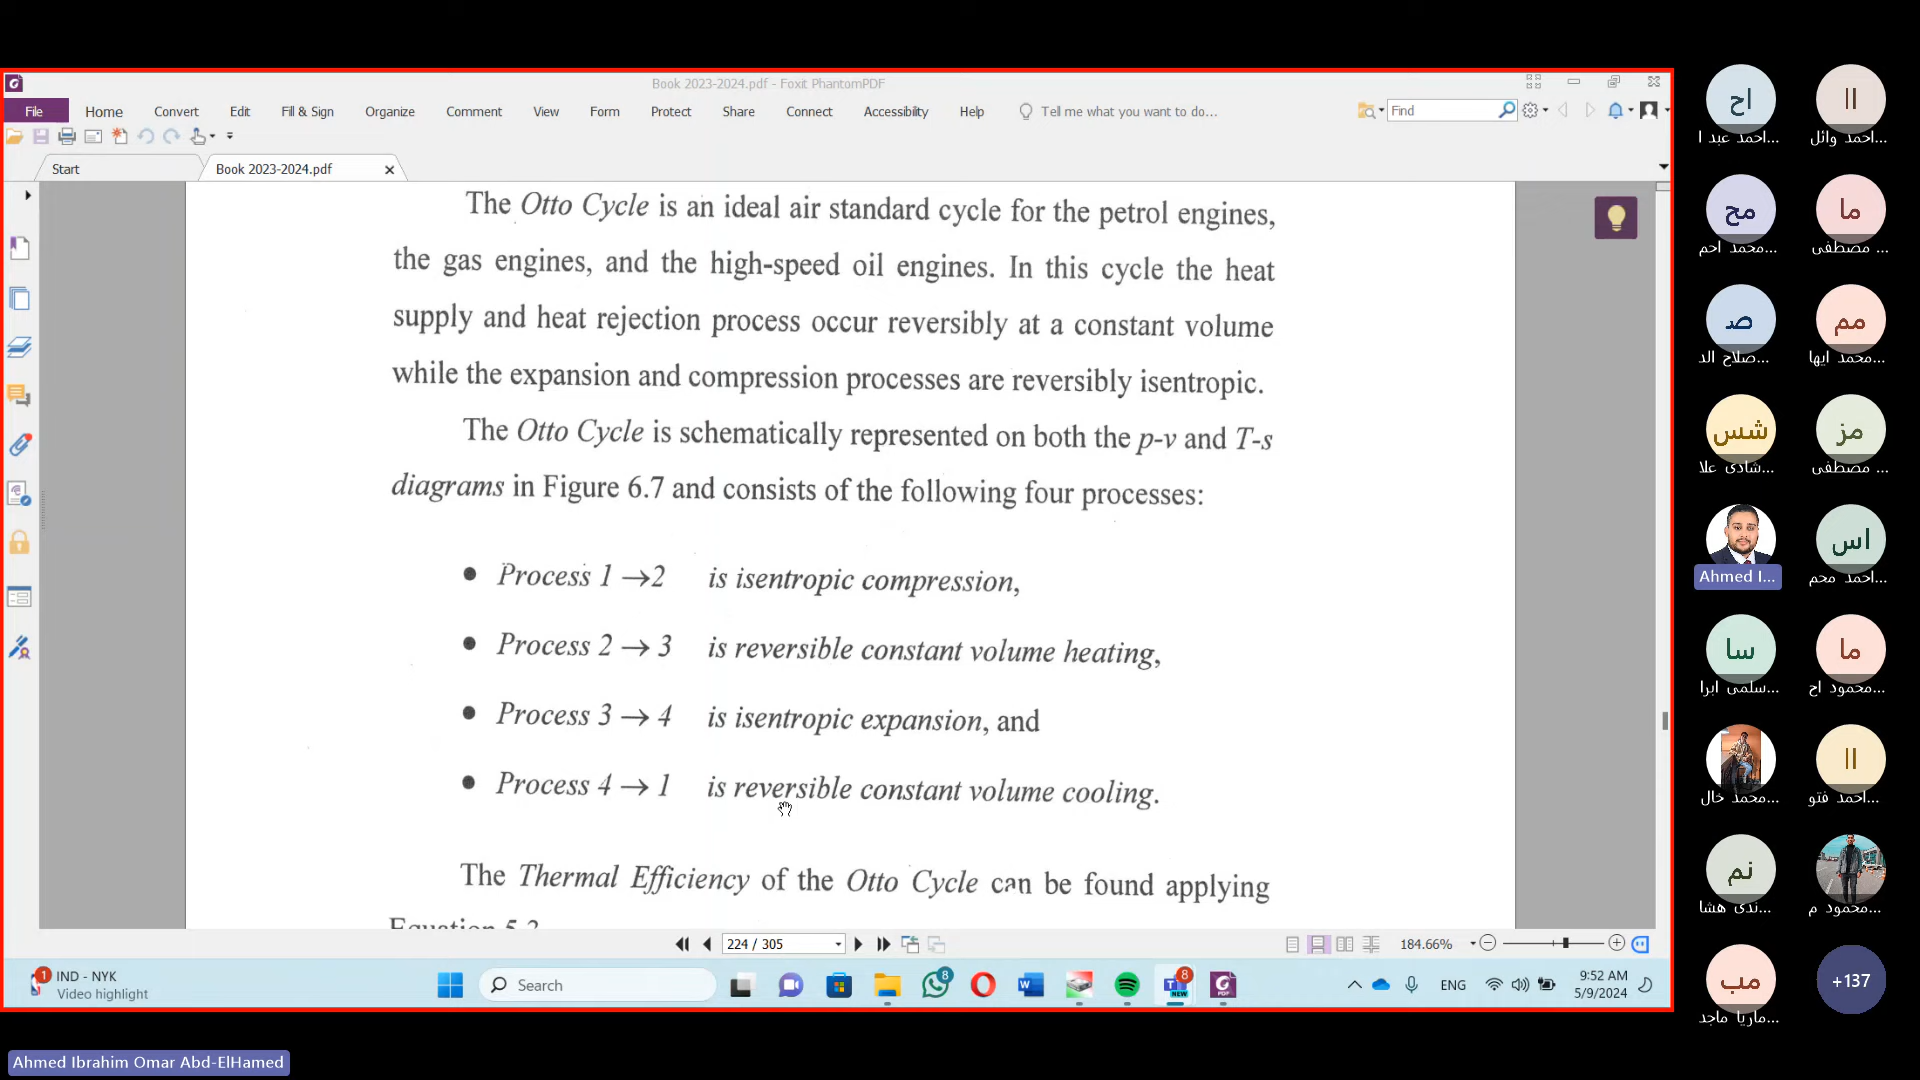 Book 2023-2024.pdf - Foxit PhantomPDF
File Home Convert Edit Fill & Sign Organize Comment View Form Protect Share Connect Accessibility Help Tell me what you want to do... Find
Start Book 2023-2024.pdf
The Otto Cycle is an ideal air standard cycle for the petrol engines,
the gas engines, and the high-speed oil engines. In this cycle the heat
supply and heat rejection process occur reversibly at a constant volume
while the expansion and compression processes are reversibly isentropic.
The Otto Cycle is schematically represented on both the p-v and T-s
diagrams in Figure 6.7 and consists of the following four processes:
● Process 1 →2 is isentropic compression,
● Process 2 → 3 is reversible constant volume heating,
● Process 3 → 4 is isentropic expansion, and
● Process 4 → 1 is reversible constant volume cooling.
The Thermal Efficiency of the Otto Cycle can be found applying
Equation 5.2
224 / 305 184.66%
1 IND - NYK
Video highlight
Search 8 W PDF 8 NEW ENG 9:52 AM
5/9/2024
اح اا
احمد عبد ا... احمد وائل...
مح ما
محمد احم... مصطفى ...
ص مم
صلاح الد... محمد ايها...
شس مز
شادى علا... مصطفى ...
اس
Ahmed I... احمد محم...
سا ما
سلمى ابرا... محمود اح...
اا
محمد خال... احمد فتو...
نم
ندى هشا... محمود م...
مب +137
ماريا ماجد...
Ahmed Ibrahim Omar Abd-ElHamed